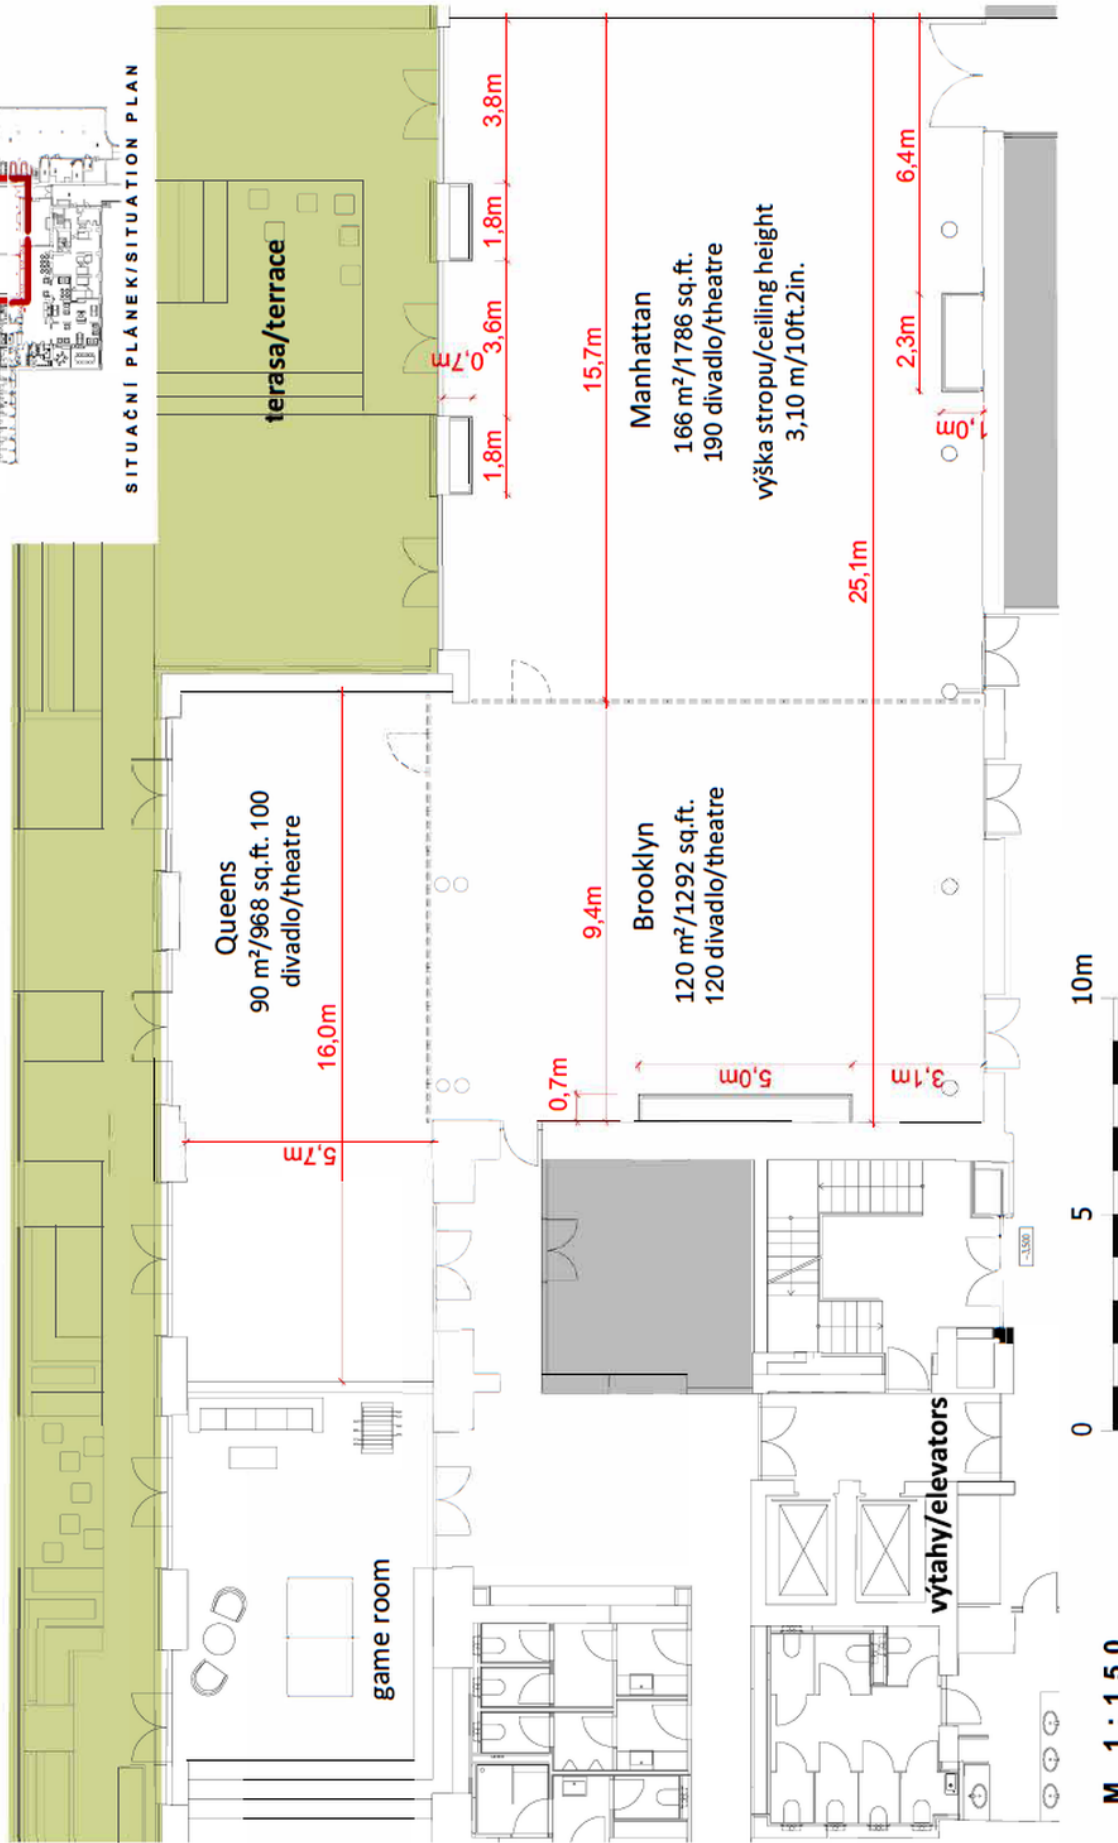 SITUAČNÍ PLÁNEK/SITUATION PLAN
terasa/terrace
3,8m
1,8m
3,6m
0,7m
1,8m
15,7m
Manhattan
166 m²/1786 sq.ft.
190 divadlo/theatre
výška stropu/ceiling height
3,10 m/10ft.2in.
25,1m
6,4m
2,3m
1,0m
Queens
90 m²/968 sq.ft. 100
divadlo/theatre
16,0m
5,7m
9,4m
Brooklyn
120 m²/1292 sq.ft.
120 divadlo/theatre
0,7m
5,0m
3,1m
game room
výtahy/elevators
-3,500
0
5
10m
M 1:150